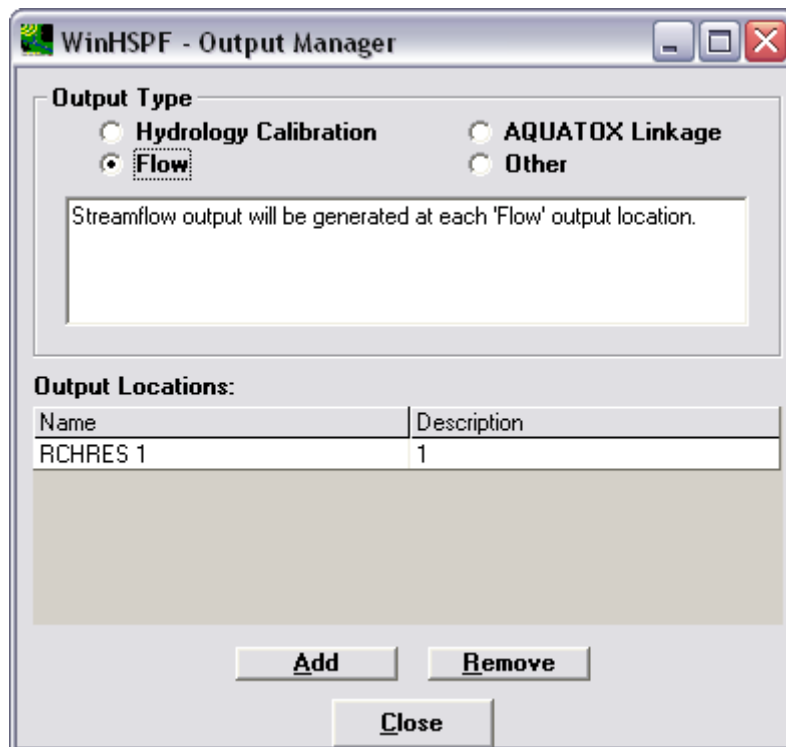 WinHSPF - Output Manager
Output Type
Hydrology Calibration
AQUATOX Linkage
Flow
Other
Streamflow output will be generated at each 'Flow' output location.
Output Locations:
Name Description
RCHRES 1 1
Add Remove
Close